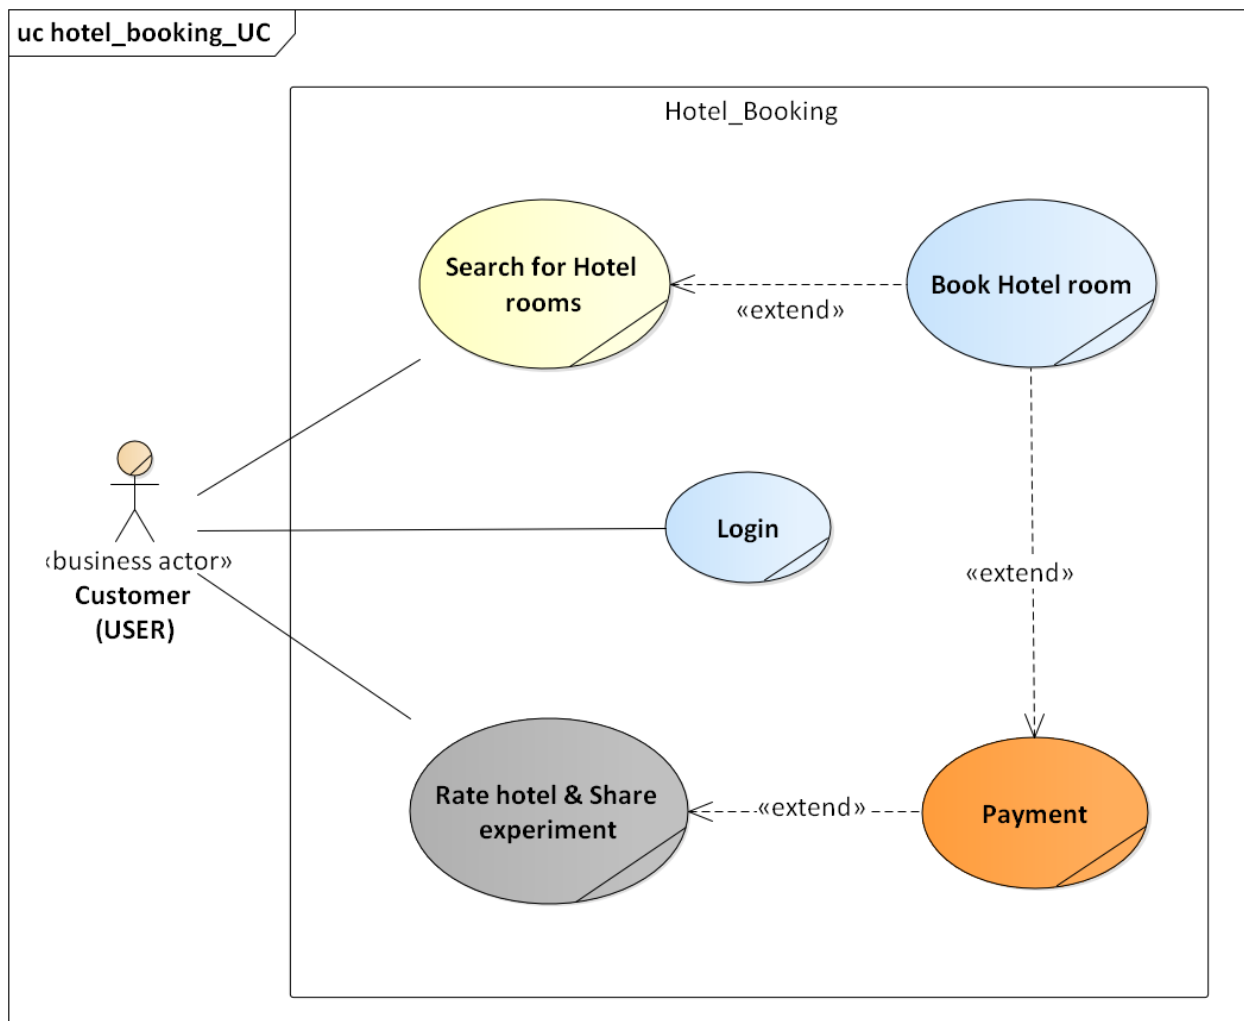 uc hotel_booking_UC
Hotel_Booking
Search for Hotel
rooms
«extend»
Book Hotel room
Login
«business actor»
Customer
(USER)
«extend»
Rate hotel & Share
experiment
«extend»
Payment